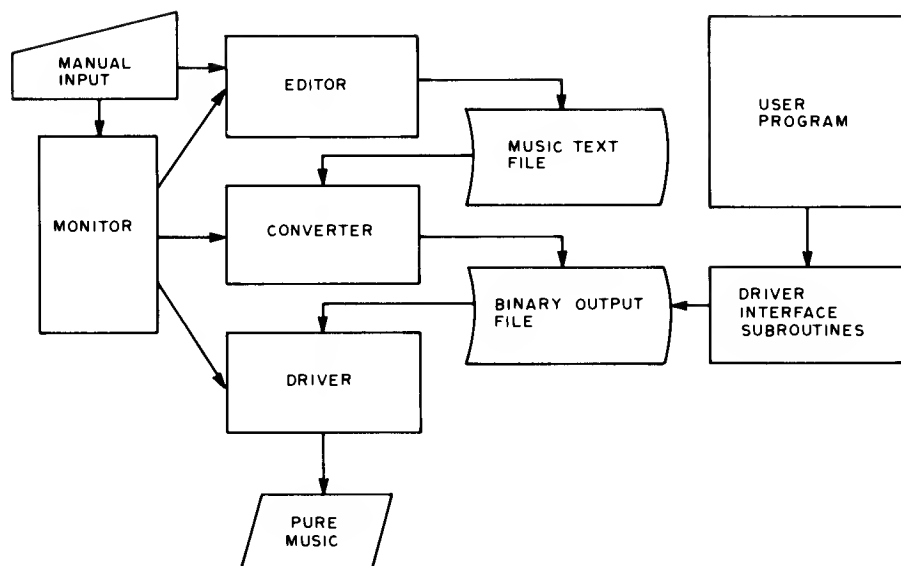 MANUAL
INPUT
EDITOR
USER
PROGRAM
MUSIC TEXT
FILE
MONITOR
CONVERTER
BINARY OUTPUT
FILE
DRIVER
INTERFACE
SUBROUTINES
DRIVER
PURE
MUSIC